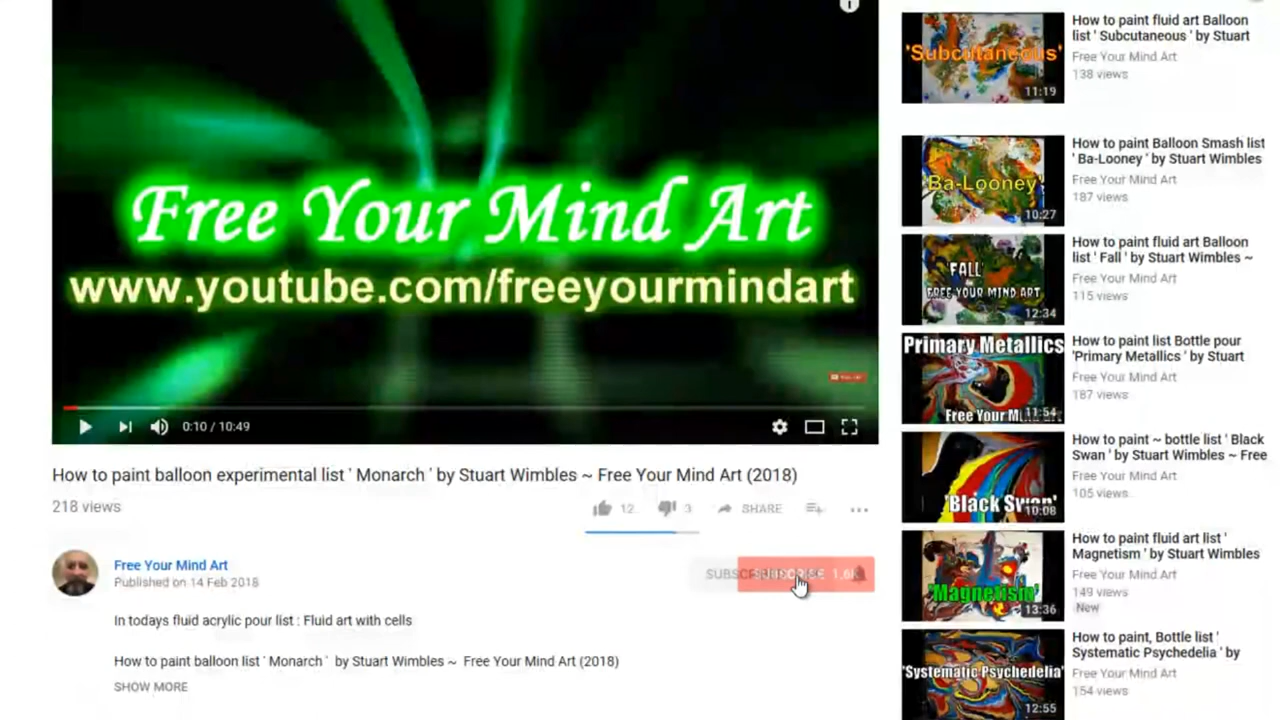 Free Your Mind Art
www.youtube.com/freeyourmindart
0:10 / 10:49
How to paint balloon experimental list ' Monarch ' by Stuart Wimbles ~ Free Your Mind Art (2018)
218 views
12
3
SHARE
Free Your Mind Art
Published on 14 Feb 2018
SUBSCRIBE 1.6K
In todays fluid acrylic pour list : Fluid art with cells
How to paint balloon list ' Monarch ' by Stuart Wimbles ~ Free Your Mind Art (2018)
SHOW MORE
'Subcutaneous'
11:19
How to paint fluid art Balloon
list ' Subcutaneous ' by Stuart
Free Your Mind Art
138 views
'Ba-Looney'
10:27
How to paint Balloon Smash list
' Ba-Looney ' by Stuart Wimbles
Free Your Mind Art
187 views
'FALL'
FREE YOUR MIND ART
12:34
How to paint fluid art Balloon
list ' Fall ' by Stuart Wimbles ~
Free Your Mind Art
115 views
Primary Metallics
Free Your M
11:54
How to paint list Bottle pour
'Primary Metallics ' by Stuart
Free Your Mind Art
187 views
'Black Swan'
10:08
How to paint ~ bottle list ' Black
Swan ' by Stuart Wimbles ~ Free
Free Your Mind Art
105 views
'Magnetism'
13:36
How to paint fluid art list '
Magnetism ' by Stuart Wimbles
Free Your Mind Art
149 views
New
'Systematic Psychedelia'
12:55
How to paint, Bottle list '
Systematic Psychedelia ' by
Free Your Mind Art
154 views